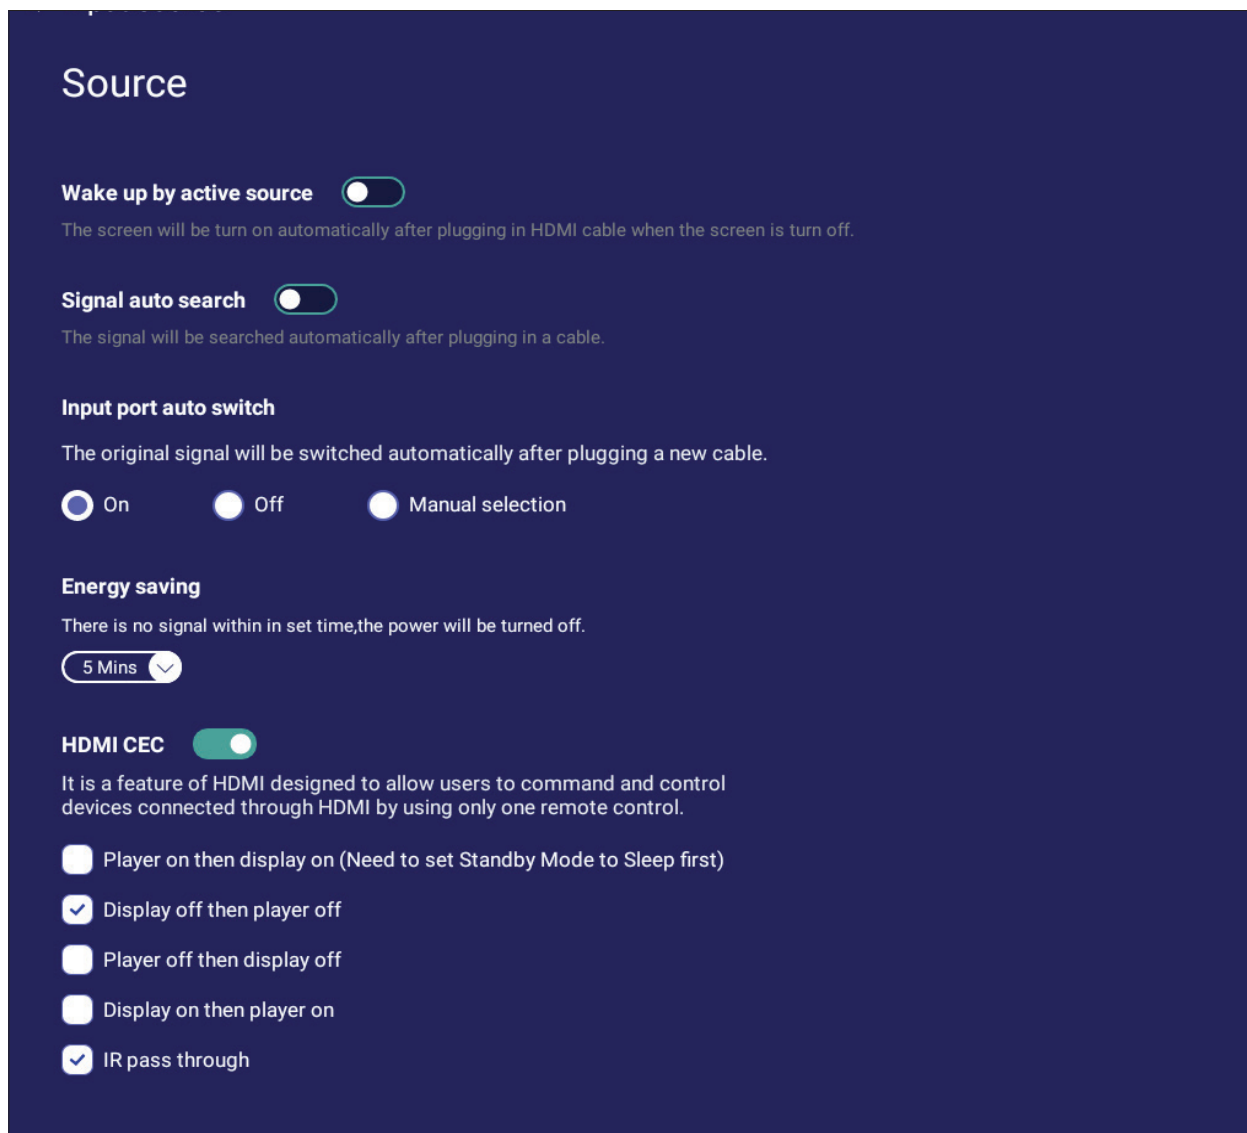 Source
Wake up by active source
The screen will be turn on automatically after plugging in HDMI cable when the screen is turn off.
Signal auto search
The signal will be searched automatically after plugging in a cable.
Input port auto switch
The original signal will be switched automatically after plugging a new cable.
On Off Manual selection
Energy saving
There is no signal within in set time,the power will be turned off.
5 Mins
HDMI CEC
It is a feature of HDMI designed to allow users to command and control
devices connected through HDMI by using only one remote control.
Player on then display on (Need to set Standby Mode to Sleep first)
Display off then player off
Player off then display off
Display on then player on
IR pass through